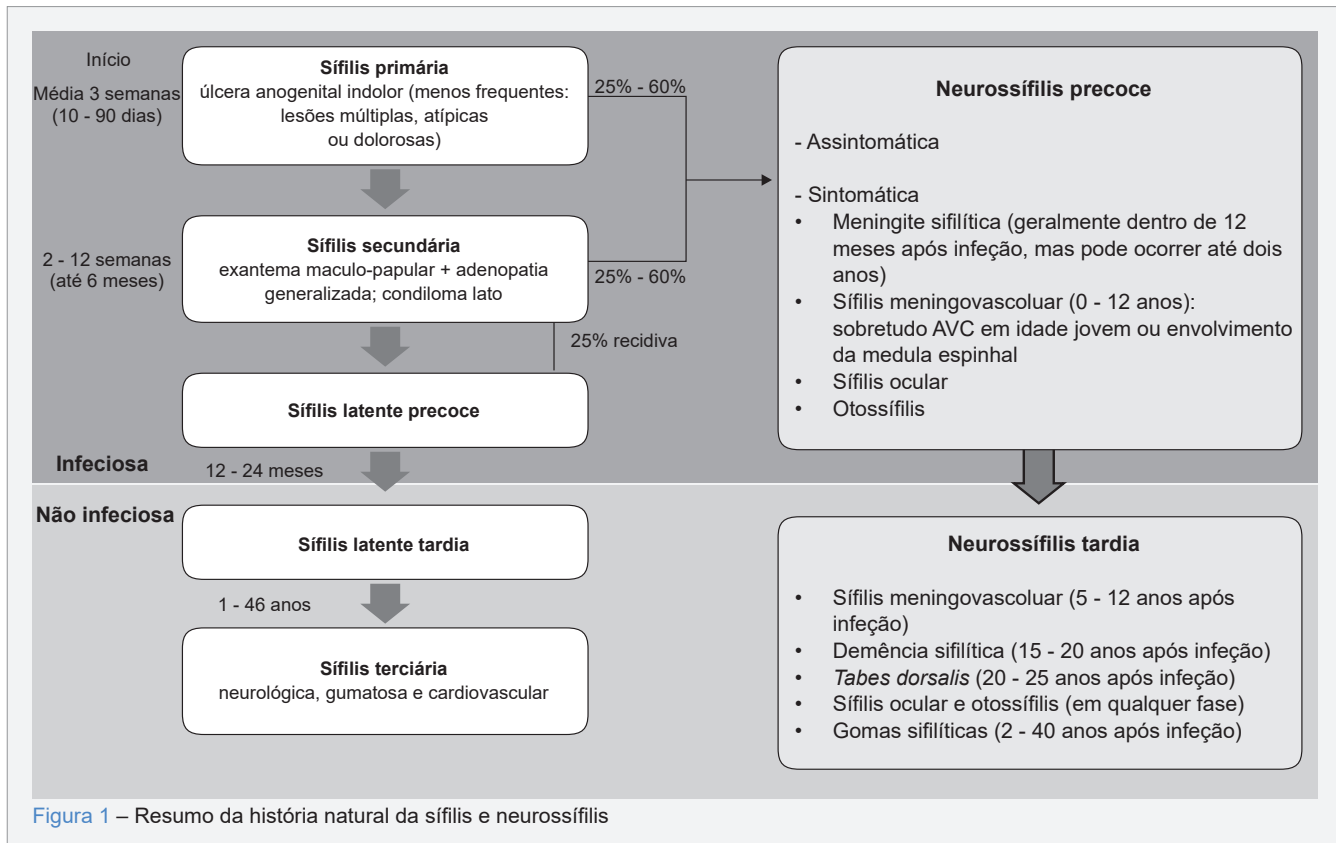 Início
Média 3 semanas
(10 - 90 dias)
Sífilis primária
úlcera anogenital indolor (menos frequentes:
lesões múltiplas, atípicas
ou dolorosas)
25% - 60%
2 - 12 semanas
(até 6 meses)
Sífilis secundária
exantema maculo-papular + adenopatia
generalizada; condiloma lato
25% - 60%
25% recidiva
Sífilis latente precoce
Infeciosa
12 - 24 meses
Não infeciosa
Sífilis latente tardia
1 - 46 anos
Sífilis terciária
neurológica, gumatosa e cardiovascular
Neurossífilis precoce
- Assintomática
- Sintomática
• Meningite sifilítica (geralmente dentro de 12
meses após infeção, mas pode ocorrer até dois
anos)
• Sífilis meningovascoluar (0 - 12 anos):
sobretudo AVC em idade jovem ou envolvimento
da medula espinhal
• Sífilis ocular
• Otossífilis
Neurossífilis tardia
• Sífilis meningovascoluar (5 - 12 anos após
infeção)
• Demência sifilítica (15 - 20 anos após infeção)
• Tabes dorsalis (20 - 25 anos após infeção)
• Sífilis ocular e otossífilis (em qualquer fase)
• Gomas sifilíticas (2 - 40 anos após infeção)
Figura 1 – Resumo da história natural da sífilis e neurossífilis